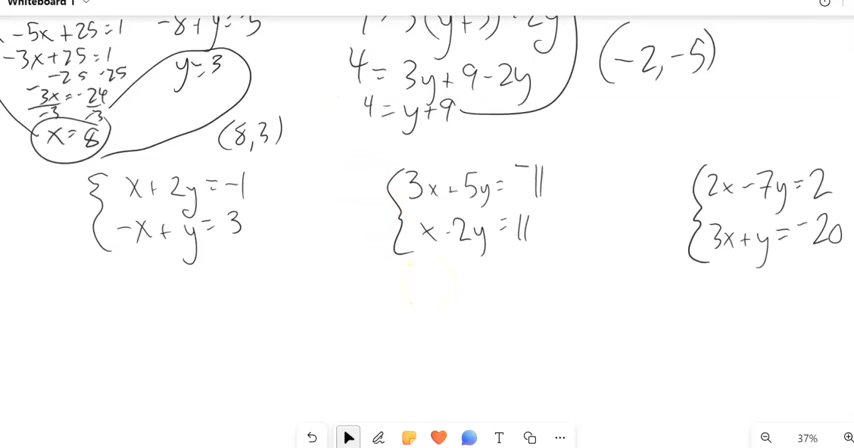 Whiteboard 1
-5x+25=1
-8+y=-5
-3x+25=1
-25 -25
-3x=-24
-3 -3
x=8
y=3
(8,3)
4=3y+9-2y
4=y+9
(-2,-5)
x+2y=-1
-x+y=3
3x+5y=-11
x-2y=11
2x-7y=2
3x+y=-20
T
37%